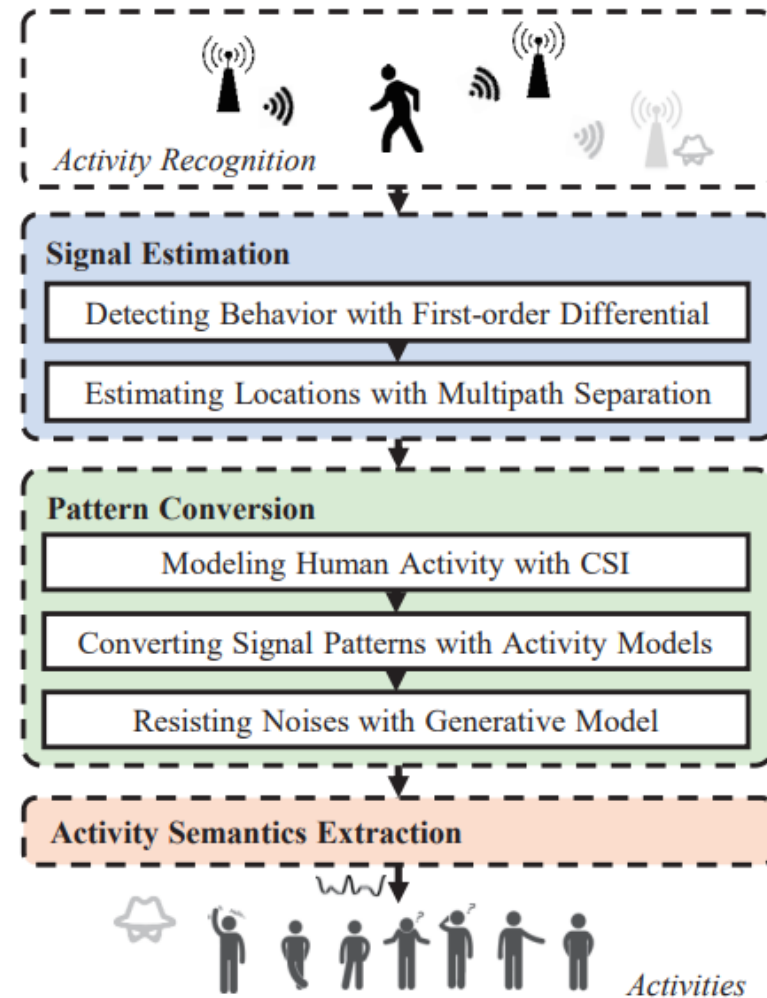 Activity Recognition
Signal Estimation
Detecting Behavior with First-order Differential
Estimating Locations with Multipath Separation
Pattern Conversion
Modeling Human Activity with CSI
Converting Signal Patterns with Activity Models
Resisting Noises with Generative Model
Activity Semantics Extraction
? ?
Activities